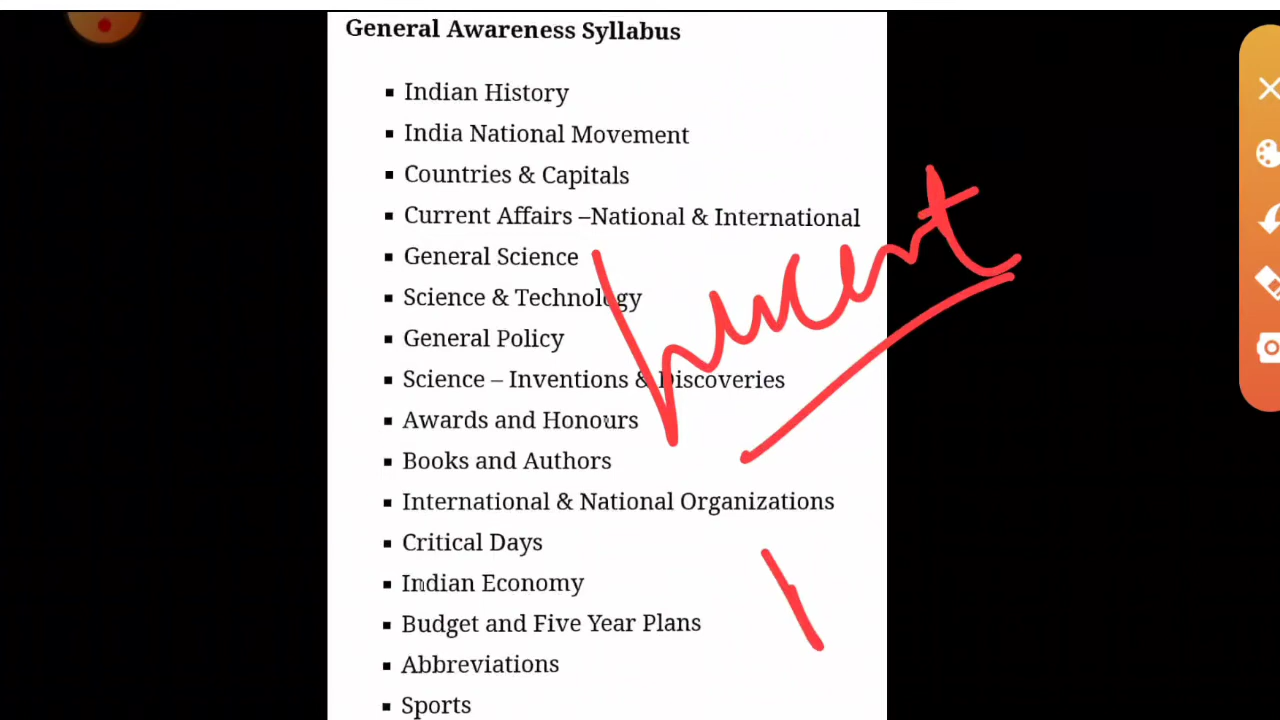 General Awareness Syllabus
▪ Indian History
▪ India National Movement
▪ Countries & Capitals
▪ Current Affairs –National & International
▪ General Science
▪ Science & Technology
▪ General Policy
▪ Science – Inventions & Discoveries
▪ Awards and Honours
▪ Books and Authors
▪ International & National Organizations
▪ Critical Days
▪ Indian Economy
▪ Budget and Five Year Plans
▪ Abbreviations
▪ Sports
Lucent